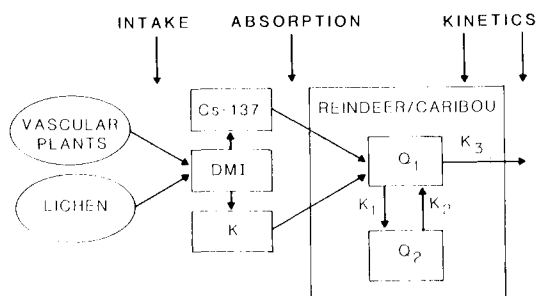 INTAKE ABSORPTION KINETICS
Cs-137 REINDEER/CARIBOU
VASCULAR
PLANTS
DMI
Q1
K3
LICHEN
K
K1
K2
Q2